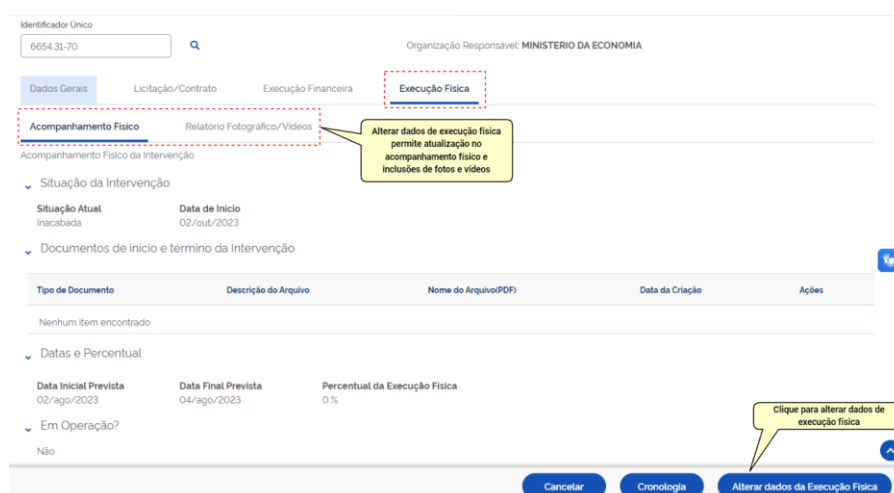 Identificador Único
6654.31-70
Organização Responsável: MINISTERIO DA ECONOMIA
Dados Gerais Licitação/Contrato Execução Financeira Execução Física
Acompanhamento Físico Relatório Fotográfico/Vídeos
Alterar dados de execução física
permite atualização no
acompanhamento físico e
inclusões de fotos e vídeos
Acompanhamento Físico da Intervenção
Situação da Intervenção
Situação Atual Data de Início
Inacabada 02/out/2023
Documentos de início e término da Intervenção
Tipo de Documento Descrição do Arquivo Nome do Arquivo(PDF) Data da Criação Ações
Nenhum item encontrado
Datas e Percentual
Data Inicial Prevista Data Final Prevista Percentual da Execução Física
02/ago/2023 04/ago/2023 0 %
Clique para alterar dados de
execução física
Em Operação?
Não
Cancelar Cronologia Alterar dados da Execução Física